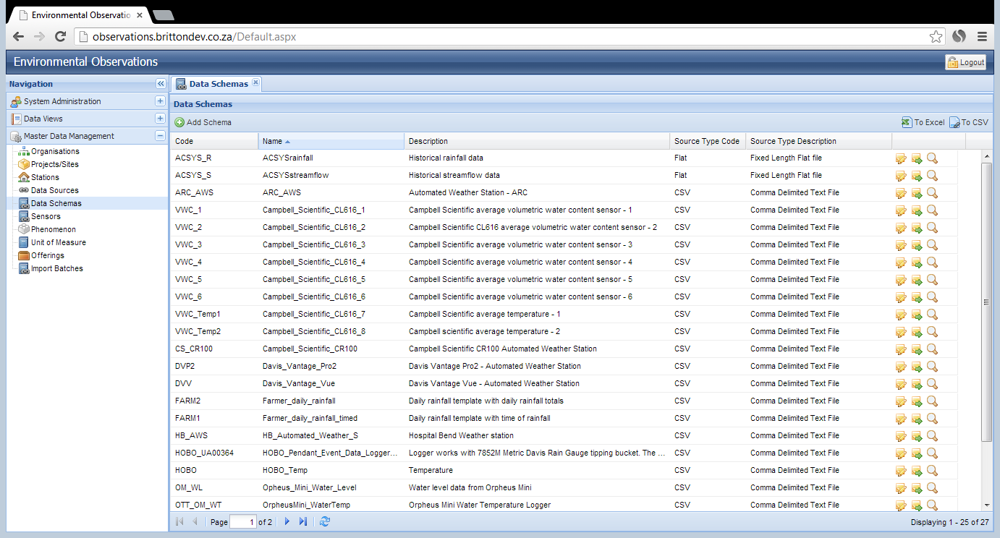 Environmental Observatio
observations.brittondev.co.za/Default.aspx
Environmental Observations
Logout
Navigation
System Administration
Data Views
Master Data Management
Organisations
Projects/Sites
Stations
Data Sources
Data Schemas
Sensors
Phenomenon
Unit of Measure
Offerings
Import Batches
Data Schemas
Data Schemas
Add Schema To Excel To CSV
Code Name Description Source Type Code Source Type Description
ACSYS_R ACSYSrainfall Historical rainfall data Flat Fixed Length Flat file
ACSYS_S ACSYSstreamflow Historical streamflow data Flat Fixed Length Flat file
ARC_AWS ARC_AWS Automated Weather Station - ARC CSV Comma Delimited Text File
VWC_1 Campbell_Scientific_CL616_1 Campbell Scientific average volumetric water content sensor - 1 CSV Comma Delimited Text File
VWC_2 Campbell_Scientific_CL616_2 Campbell Scientific CL616 average volumetric water content sensor - 2 CSV Comma Delimited Text File
VWC_3 Campbell_Scientific_CL616_3 Campbell Scientific average volumetric water content sensor - 3 CSV Comma Delimited Text File
VWC_4 Campbell_Scientific_CL616_4 Campbell Scientific average volumetric water content sensor - 4 CSV Comma Delimited Text File
VWC_5 Campbell_Scientific_CL616_5 Campbell Scientific average volumetric water content sensor - 5 CSV Comma Delimited Text File
VWC_6 Campbell_Scientific_CL616_6 Campbell Scientific average volumetric water content sensor - 6 CSV Comma Delimited Text File
VWC_Temp1 Campbell_Scientific_CL616_7 Campbell Scientific average temperature - 1 CSV Comma Delimited Text File
VWC_Temp2 Campbell_Scientific_CL616_8 Campbell scientific average temperature - 2 CSV Comma Delimited Text File
CS_CR100 Campbell_Scientific_CR100 Campbell Scientific CR100 Automated Weather Station CSV Comma Delimited Text File
DVP2 Davis_Vantage_Pro2 Davis Vantage Pro2 - Automated Weather Station CSV Comma Delimited Text File
DVV Davis_Vantage_Vue Davis Vantage Vue - Automated Weather Station CSV Comma Delimited Text File
FARM2 Farmer_daily_rainfall Daily rainfall template with daily rainfall totals CSV Comma Delimited Text File
FARM1 Farmer_daily_rainfall_timed Daily rainfall template with time of rainfall CSV Comma Delimited Text File
HB_AWS HB_Automated_Weather_S Hospital Bend Weather station CSV Comma Delimited Text File
HOBO_UA00364 HOBO_Pendant_Event_Data_Logger... Logger works with 7852M Metric Davis Rain Gauge tipping bucket. The ... CSV Comma Delimited Text File
HOBO HOBO_Temp Temperature CSV Comma Delimited Text File
OM_WL Opheus_Mini_Water_Level Water level data from Orpheus Mini CSV Comma Delimited Text File
OTT_OM_WT OrpheusMini_WaterTemp Orpheus Mini Water Temperature Logger CSV Comma Delimited Text File
Page 1 of 2 Displaying 1 - 25 of 27